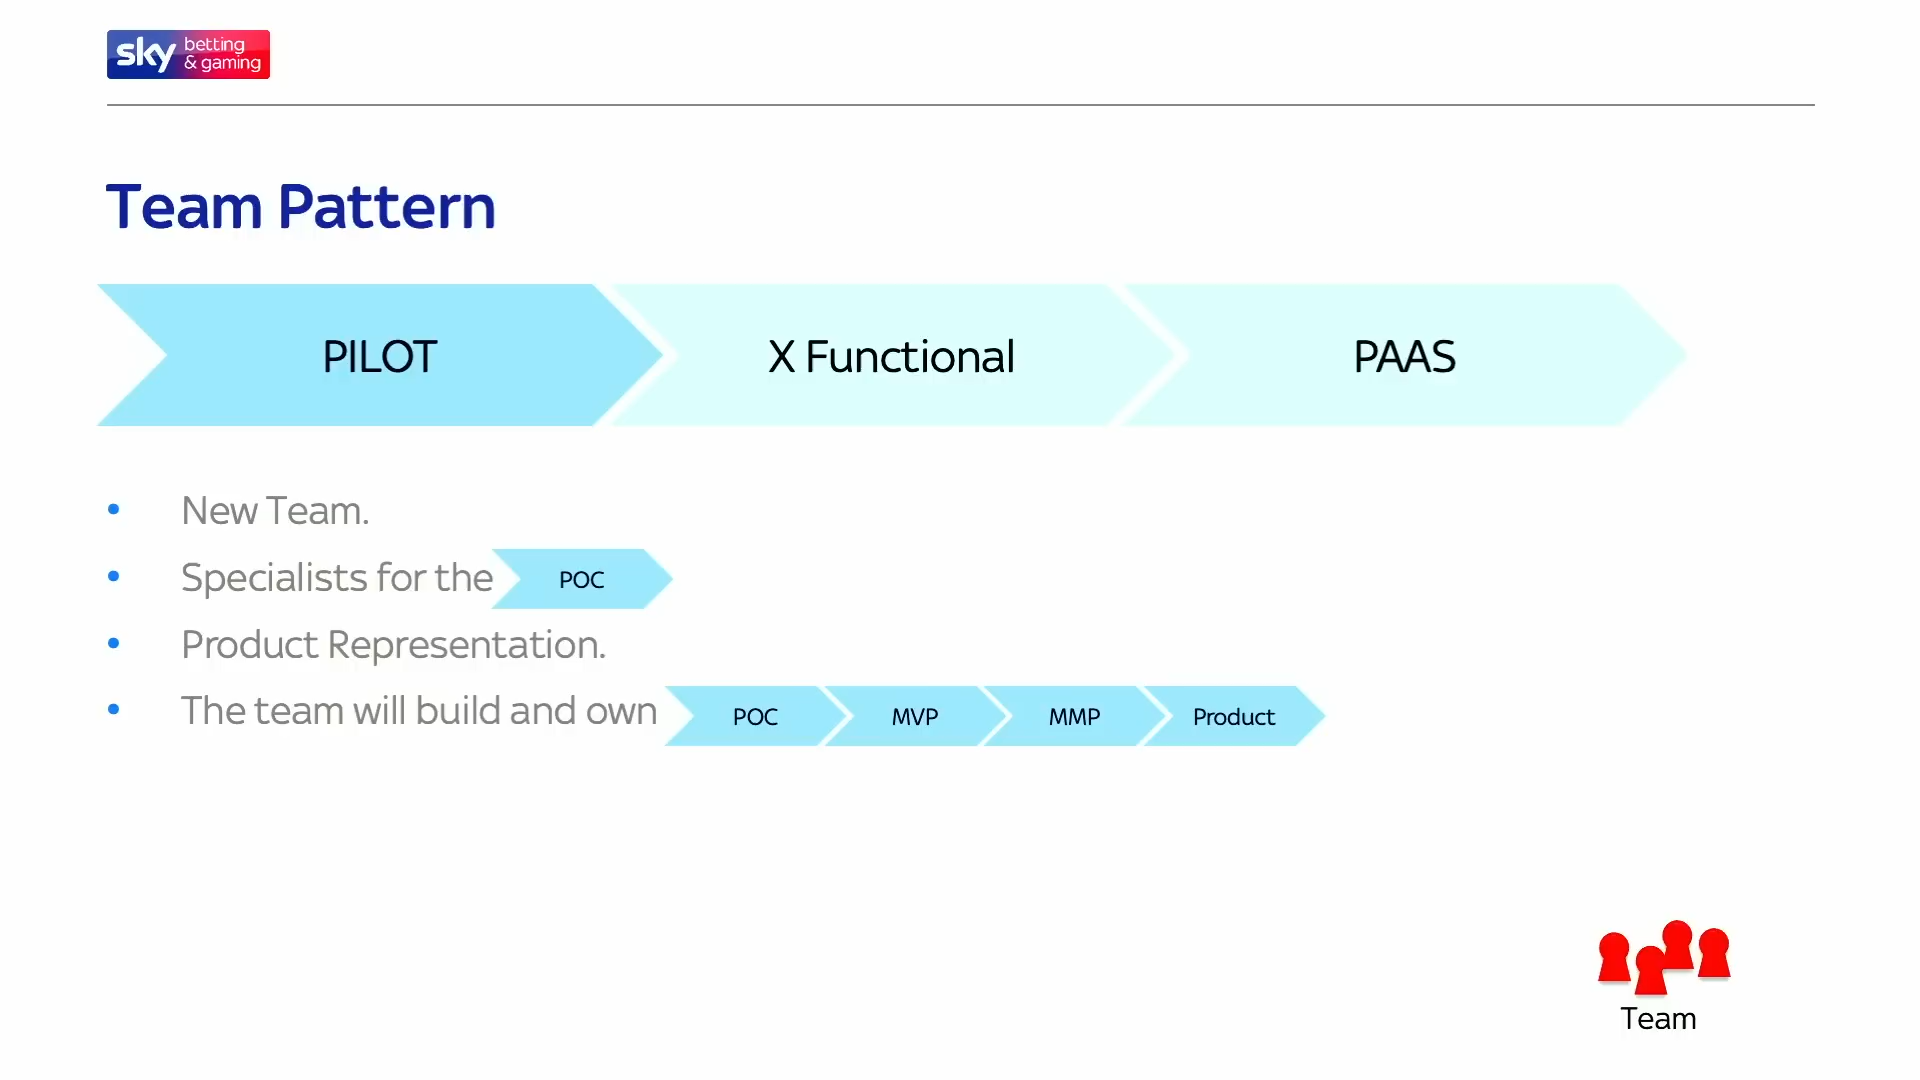 sky betting
& gaming
Team Pattern
PILOT
X Functional
PAAS
• New Team.
• Specialists for the POC
• Product Representation.
• The team will build and own POC MVP MMP Product
Team